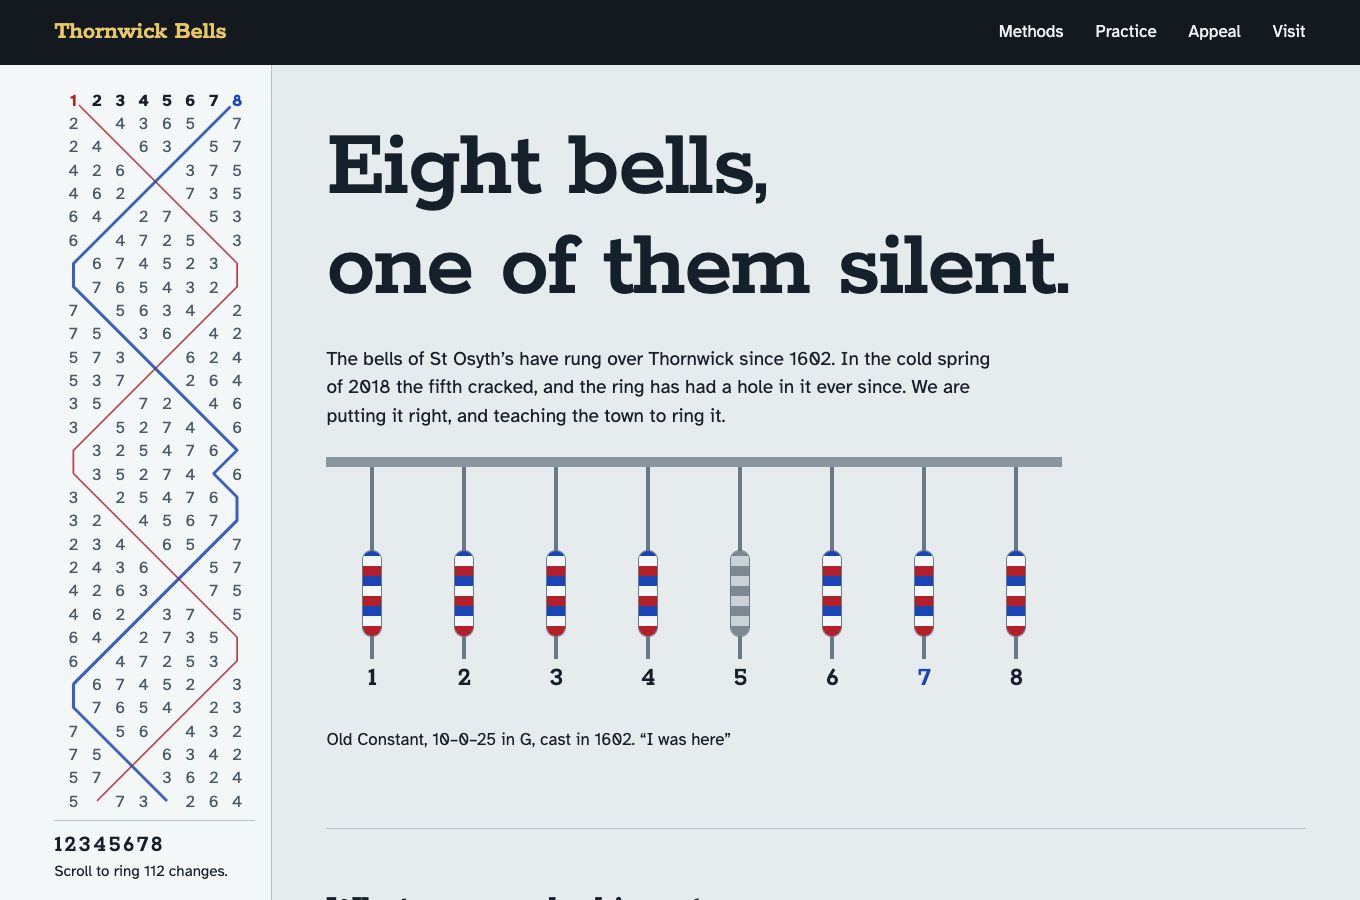 Thornwick Bells
Methods Practice Appeal Visit
1 2 3 4 5 6 7 8
2 4 3 6 5 7
2 4 6 3 5 7
4 2 6 3 7 5
4 6 2 7 3 5
6 4 2 7 5 3
6 4 7 2 5 3
6 7 4 5 2 3
7 6 5 4 3 2
7 5 6 3 4 2
7 5 3 6 4 2
5 7 3 6 2 4
5 3 7 2 6 4
3 5 7 2 4 6
3 5 2 7 4 6
3 2 5 4 7 6
3 5 2 7 4 6
3 2 5 4 7 6
3 2 4 5 6 7
2 3 4 6 5 7
2 4 3 6 5 7
4 2 6 3 7 5
4 6 2 3 7 5
6 4 2 7 3 5
6 4 7 2 5 3
6 7 4 5 2 3
7 6 5 4 2 3
7 5 6 4 3 2
7 5 6 3 4 2
5 7 3 6 2 4
5 7 3 2 6 4
12345678
Scroll to ring 112 changes.
Eight bells,
one of them silent.
The bells of St Osyth’s have rung over Thornwick since 1602. In the cold spring
of 2018 the fifth cracked, and the ring has had a hole in it ever since. We are
putting it right, and teaching the town to ring it.
1 2 3 4 5 6 7 8
Old Constant, 10–0–25 in G, cast in 1602. “I was here”